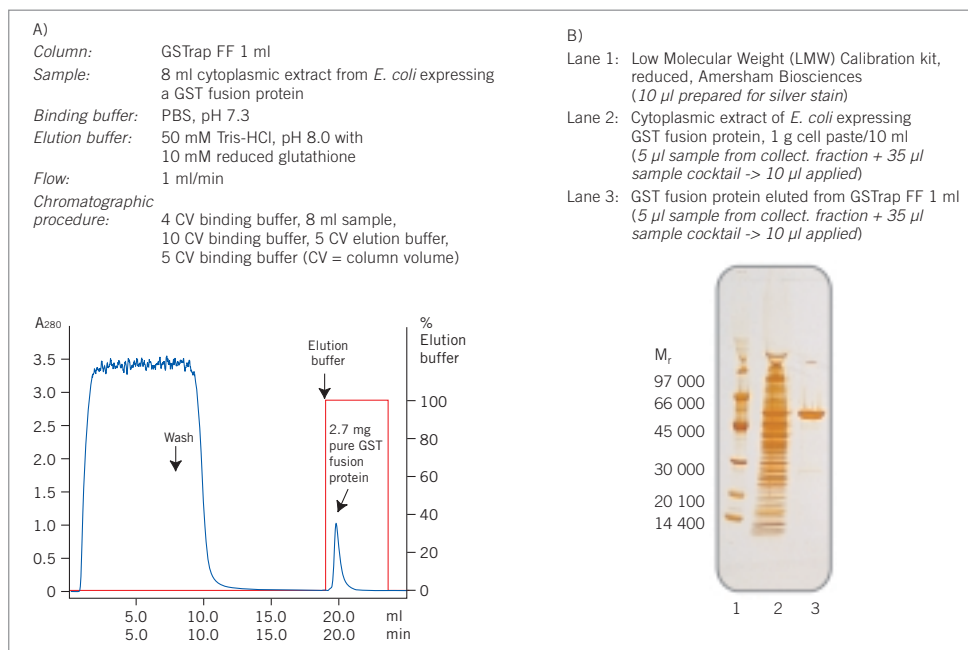 A)
Column: GSTrap FF 1 ml
Sample: 8 ml cytoplasmic extract from E. coli expressing
a GST fusion protein
Binding buffer: PBS, pH 7.3
Elution buffer: 50 mM Tris-HCl, pH 8.0 with
10 mM reduced glutathione
Flow: 1 ml/min
Chromatographic
procedure: 4 CV binding buffer, 8 ml sample,
10 CV binding buffer, 5 CV elution buffer,
5 CV binding buffer (CV = column volume)
A280
3.5
3.0
2.5
2.0
1.5
1.0
0.5
0
Wash
Elution
buffer
2.7 mg
pure GST
fusion
protein
%
Elution
buffer
100
80
60
40
20
0
5.0 10.0 15.0 20.0 ml
5.0 10.0 15.0 20.0 min
B)
Lane 1: Low Molecular Weight (LMW) Calibration kit,
reduced, Amersham Biosciences
(10 µl prepared for silver stain)
Lane 2: Cytoplasmic extract of E. coli expressing
GST fusion protein, 1 g cell paste/10 ml
(5 µl sample from collect. fraction + 35 µl
sample cocktail -> 10 µl applied)
Lane 3: GST fusion protein eluted from GSTrap FF 1 ml
(5 µl sample from collect. fraction + 35 µl
sample cocktail -> 10 µl applied)
Mr
97 000
66 000
45 000
30 000
20 100
14 400
1 2 3